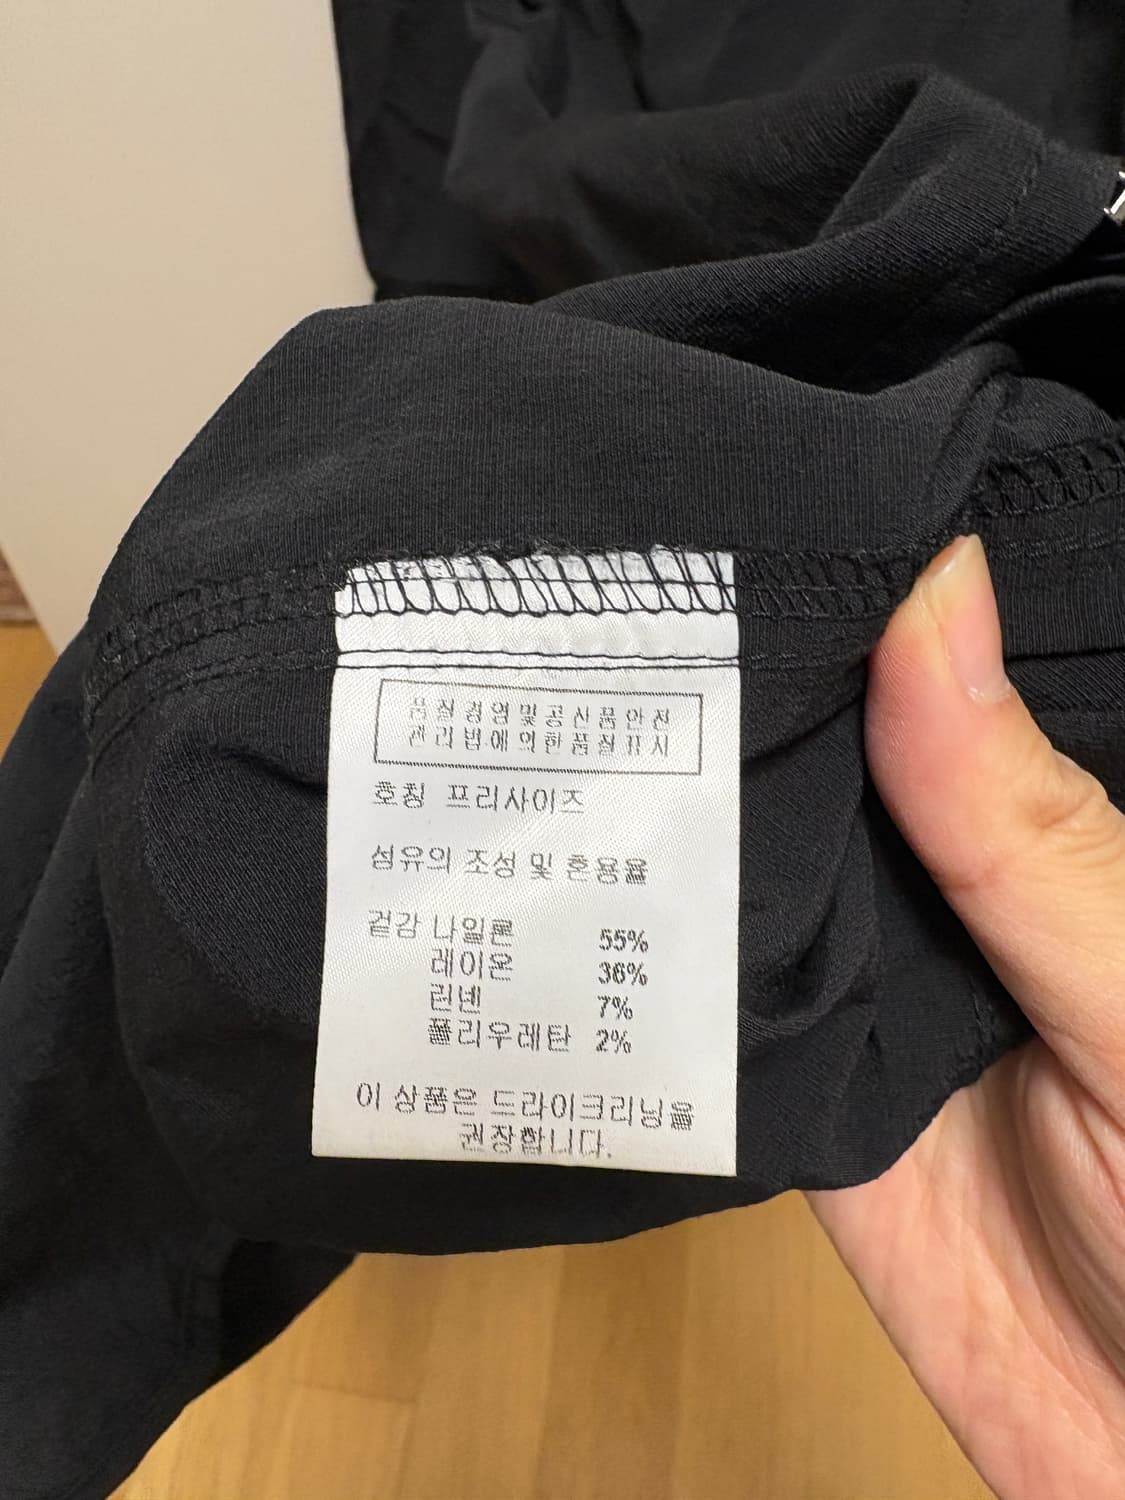 품질경영및공산품안전
관리법에의한품질표시
호칭 프리사이즈
섬유의 조성 및 혼용율
겉감 나일론 55%
레이온 36%
린넨 7%
폴리우레탄 2%
이 상품은 드라이크리닝을
권장합니다.